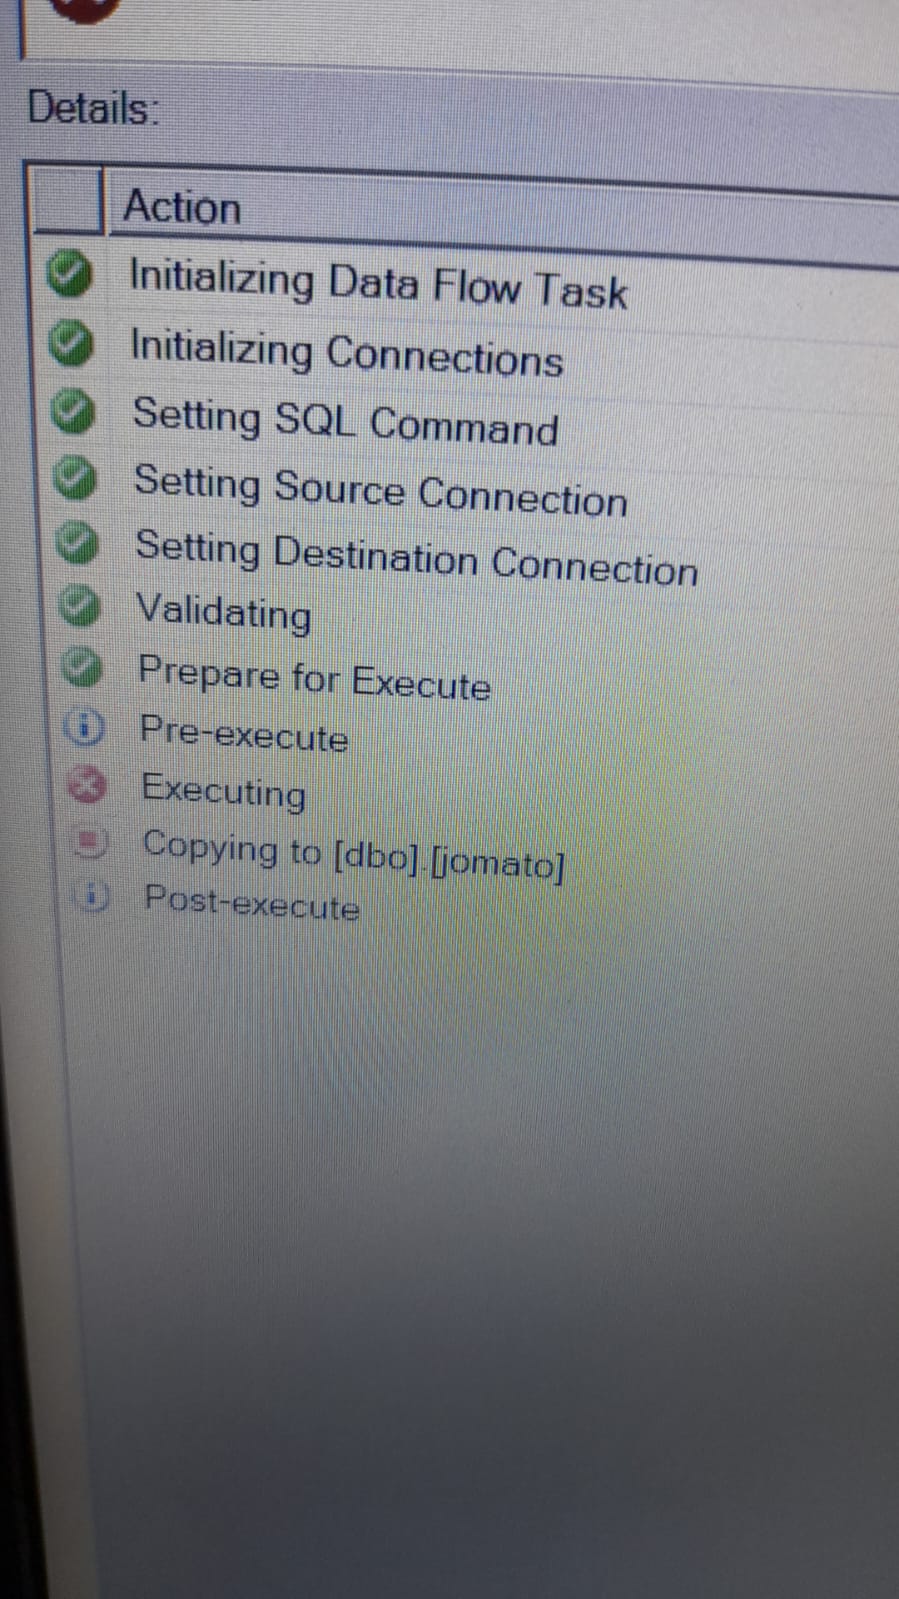 Details:
Action
Initializing Data Flow Task
Initializing Connections
Setting SQL Command
Setting Source Connection
Setting Destination Connection
Validating
Prepare for Execute
Pre-execute
Executing
Copying to [dbo].[jomato]
Post-execute